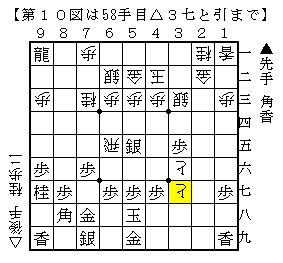 【第１０図は58手目△３七と引まで】
9 8 7 6 5 4 3 2 1
龍 歩 桂 香 一
銀 金 玉 金 二
歩 桂 歩 歩 歩 銀 歩 三
四
飛 銀 歩 五
歩 歩 と 六
桂 歩 歩 歩 歩 と 歩 七
角 金 玉 八
香 銀 金 香 九
▲先手 角香
△後手 桂歩二